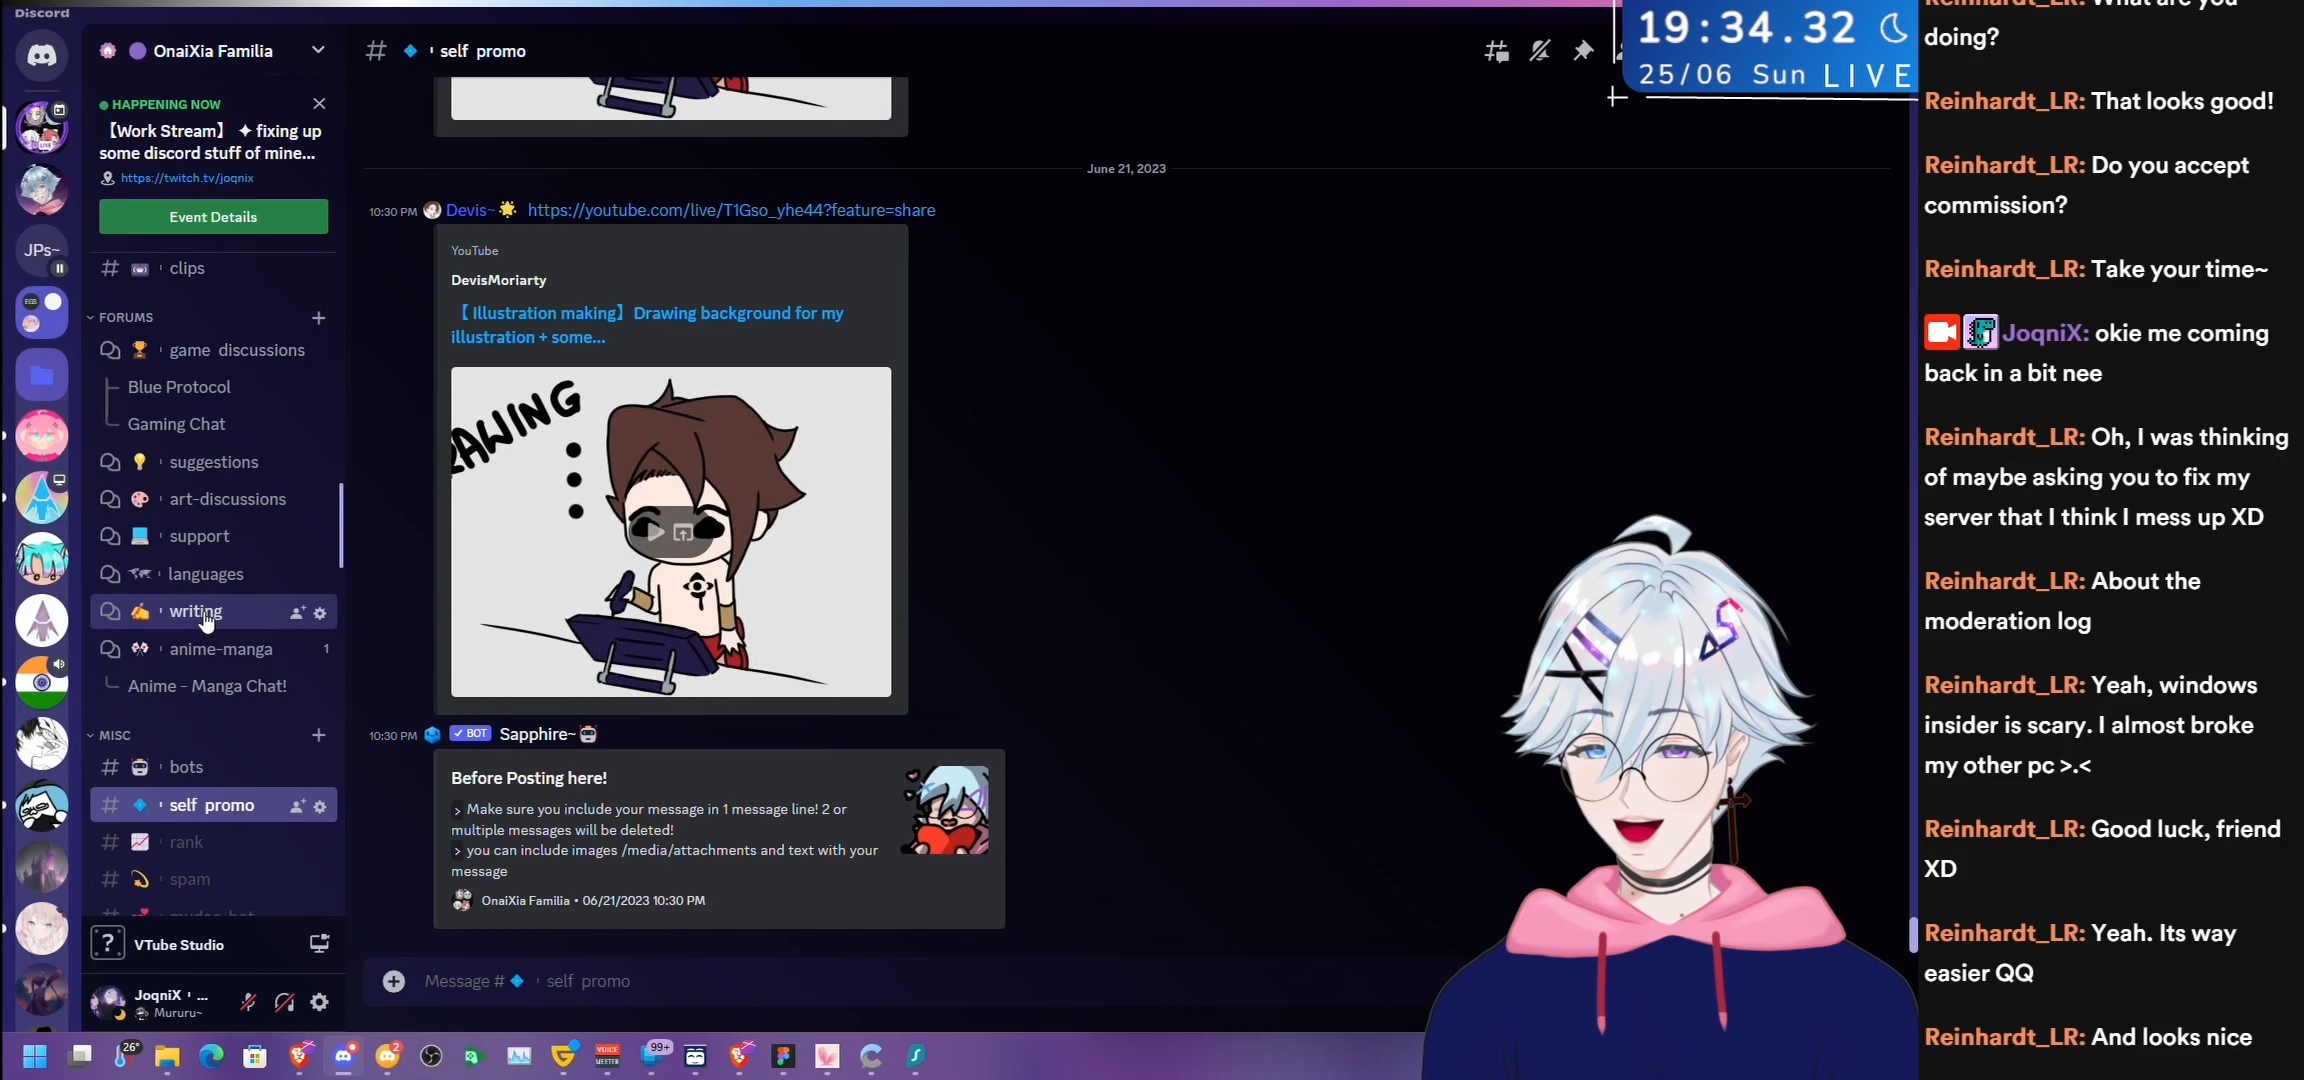 Discord
OnaiXia Familia
HAPPENING NOW
【Work Stream】 ✦ fixing up
some discord stuff of mine...
https://twitch.tv/joqnix
Event Details
JPs~
EGS
clips
FORUMS
game discussions
Blue Protocol
Gaming Chat
suggestions
art-discussions
support
languages
writing
anime-manga 1
Anime - Manga Chat!
MISC
bots
self promo
rank
spam
VTube Studio
JoqniX ...
Mururu~
# self promo
June 21, 2023
10:30 PM Devis~ https://youtube.com/live/T1Gso_yhe44?feature=share
YouTube
DevisMoriarty
【 Illustration making】Drawing background for my
illustration + some...
10:30 PM ✓ BOT Sapphire~
Before Posting here!
> Make sure you include your message in 1 message line! 2 or
multiple messages will be deleted!
> you can include images /media/attachments and text with your
message
OnaiXia Familia • 06/21/2023 10:30 PM
Message # self promo
19:34.32
25/06 Sun LIVE
doing?
Reinhardt_LR: That looks good!
Reinhardt_LR: Do you accept
commission?
Reinhardt_LR: Take your time~
JoqniX: okie me coming
back in a bit nee
Reinhardt_LR: Oh, I was thinking
of maybe asking you to fix my
server that I think I mess up XD
Reinhardt_LR: About the
moderation log
Reinhardt_LR: Yeah, windows
insider is scary. I almost broke
my other pc >.<
Reinhardt_LR: Good luck, friend
XD
Reinhardt_LR: Yeah. Its way
easier QQ
Reinhardt_LR: And looks nice
26°
2
VOICE
MEETER
99+